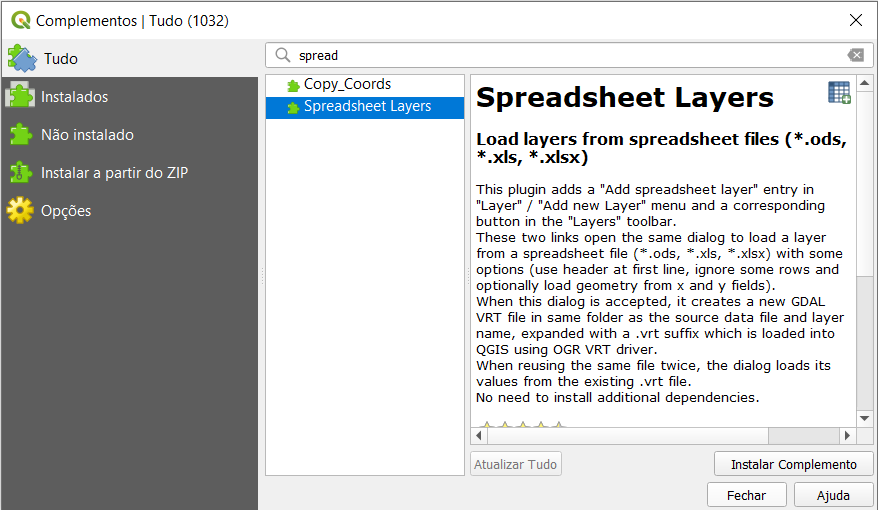 Complementos | Tudo (1032)
Tudo
Instalados
Não instalado
Instalar a partir do ZIP
Opções
spread
Copy_Coords
Spreadsheet Layers
Spreadsheet Layers
Load layers from spreadsheet files (*.ods,
*.xls, *.xlsx)
This plugin adds a "Add spreadsheet layer" entry in
"Layer" / "Add new Layer" menu and a corresponding
button in the "Layers" toolbar.
These two links open the same dialog to load a layer
from a spreadsheet file (*.ods, *.xls, *.xlsx) with some
options (use header at first line, ignore some rows and
optionally load geometry from x and y fields).
When this dialog is accepted, it creates a new GDAL
VRT file in same folder as the source data file and layer
name, expanded with a .vrt suffix which is loaded into
QGIS using OGR VRT driver.
When reusing the same file twice, the dialog loads its
values from the existing .vrt file.
No need to install additional dependencies.
Atualizar Tudo
Instalar Complemento
Fechar
Ajuda